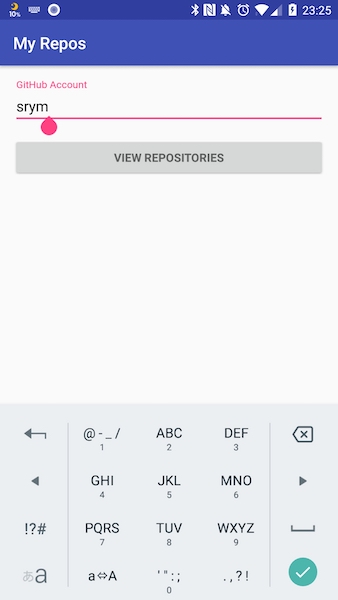 10%
23:25
My Repos
GitHub Account
srym
VIEW REPOSITORIES
@-_/ ABC DEF
1 2 3
GHI JKL MNO
4 5 6
!?# PQRS TUV WXYZ
7 8 9
あa a⇔A '":; .,?!
0